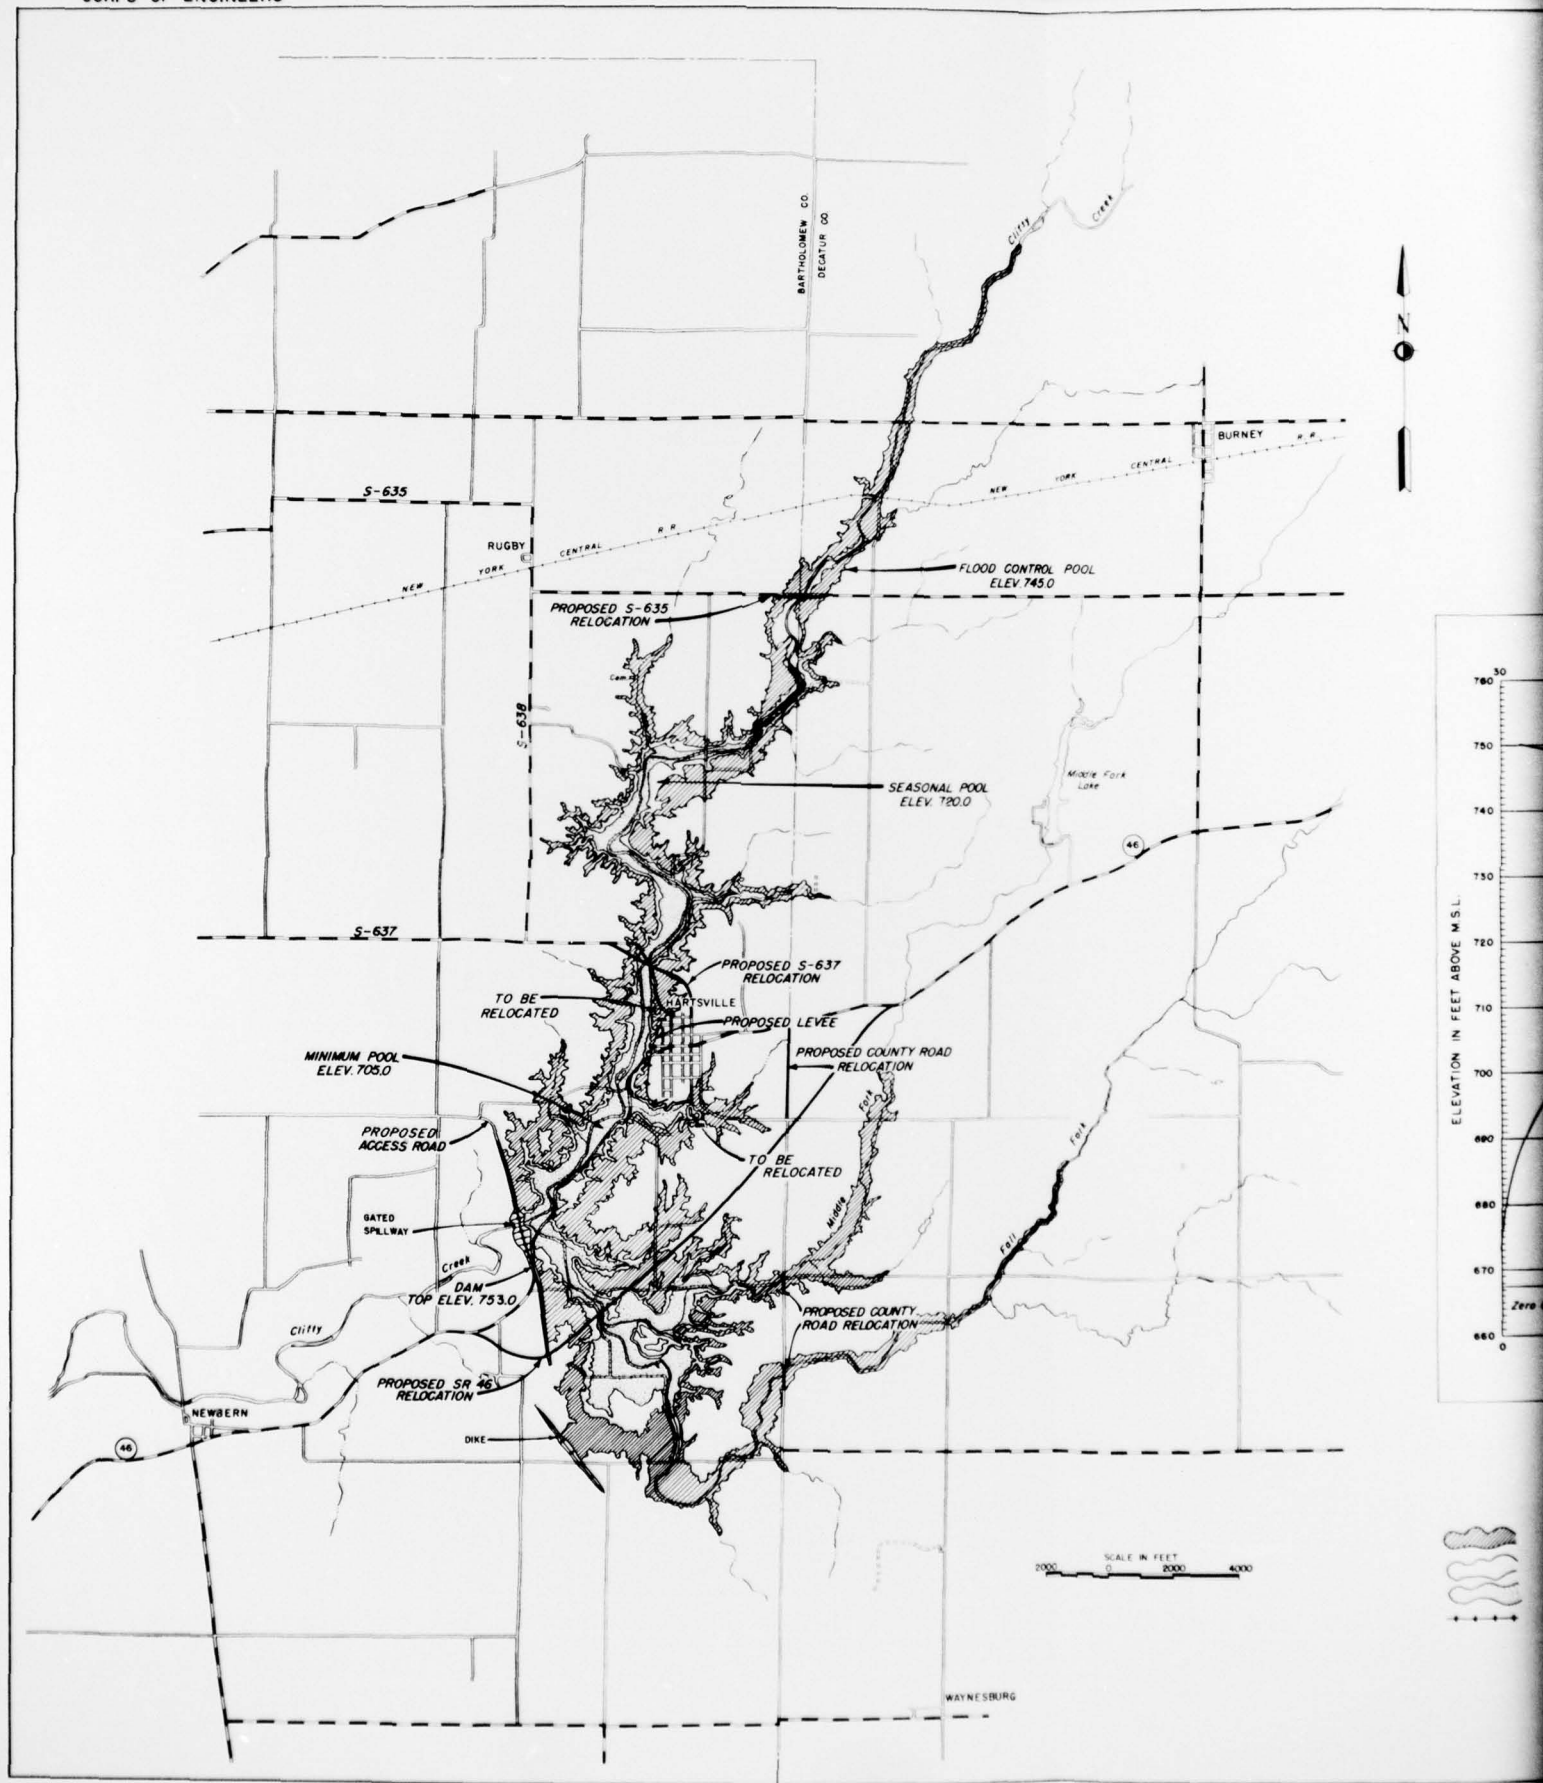 CORPS OF ENGINEERS
BARTHOLOMEW CO.
DECATUR CO.
Clifty
Creek
N
BURNEY
R. R.
CENTRAL
YORK
NEW
S-635
R R
RUGBY
CENTRAL
YORK
NEW
FLOOD CONTROL POOL
ELEV. 745.0
PROPOSED S-635
RELOCATION
Cem.
S-638
Middle Fork
Lake
SEASONAL POOL
ELEV. 720.0
46
S-637
PROPOSED S-637
RELOCATION
TO BE
RELOCATED
HARTSVILLE
PROPOSED LEVEE
MINIMUM POOL
ELEV. 705.0
PROPOSED COUNTY ROAD
RELOCATION
Fork
PROPOSED
ACCESS ROAD
TO BE
RELOCATED
Fork
Middle
GATED
SPILLWAY
Fall
Creek
DAM
TOP ELEV. 753.0
Clifty
PROPOSED COUNTY
ROAD RELOCATION
PROPOSED SR 46
RELOCATION
NEWBERN
46
DIKE
SCALE IN FEET
2000 0 2000 4000
WAYNESBURG
ELEVATION IN FEET ABOVE M.S.L.
30
760
750
740
730
720
710
700
690
680
670
Zero
660
0